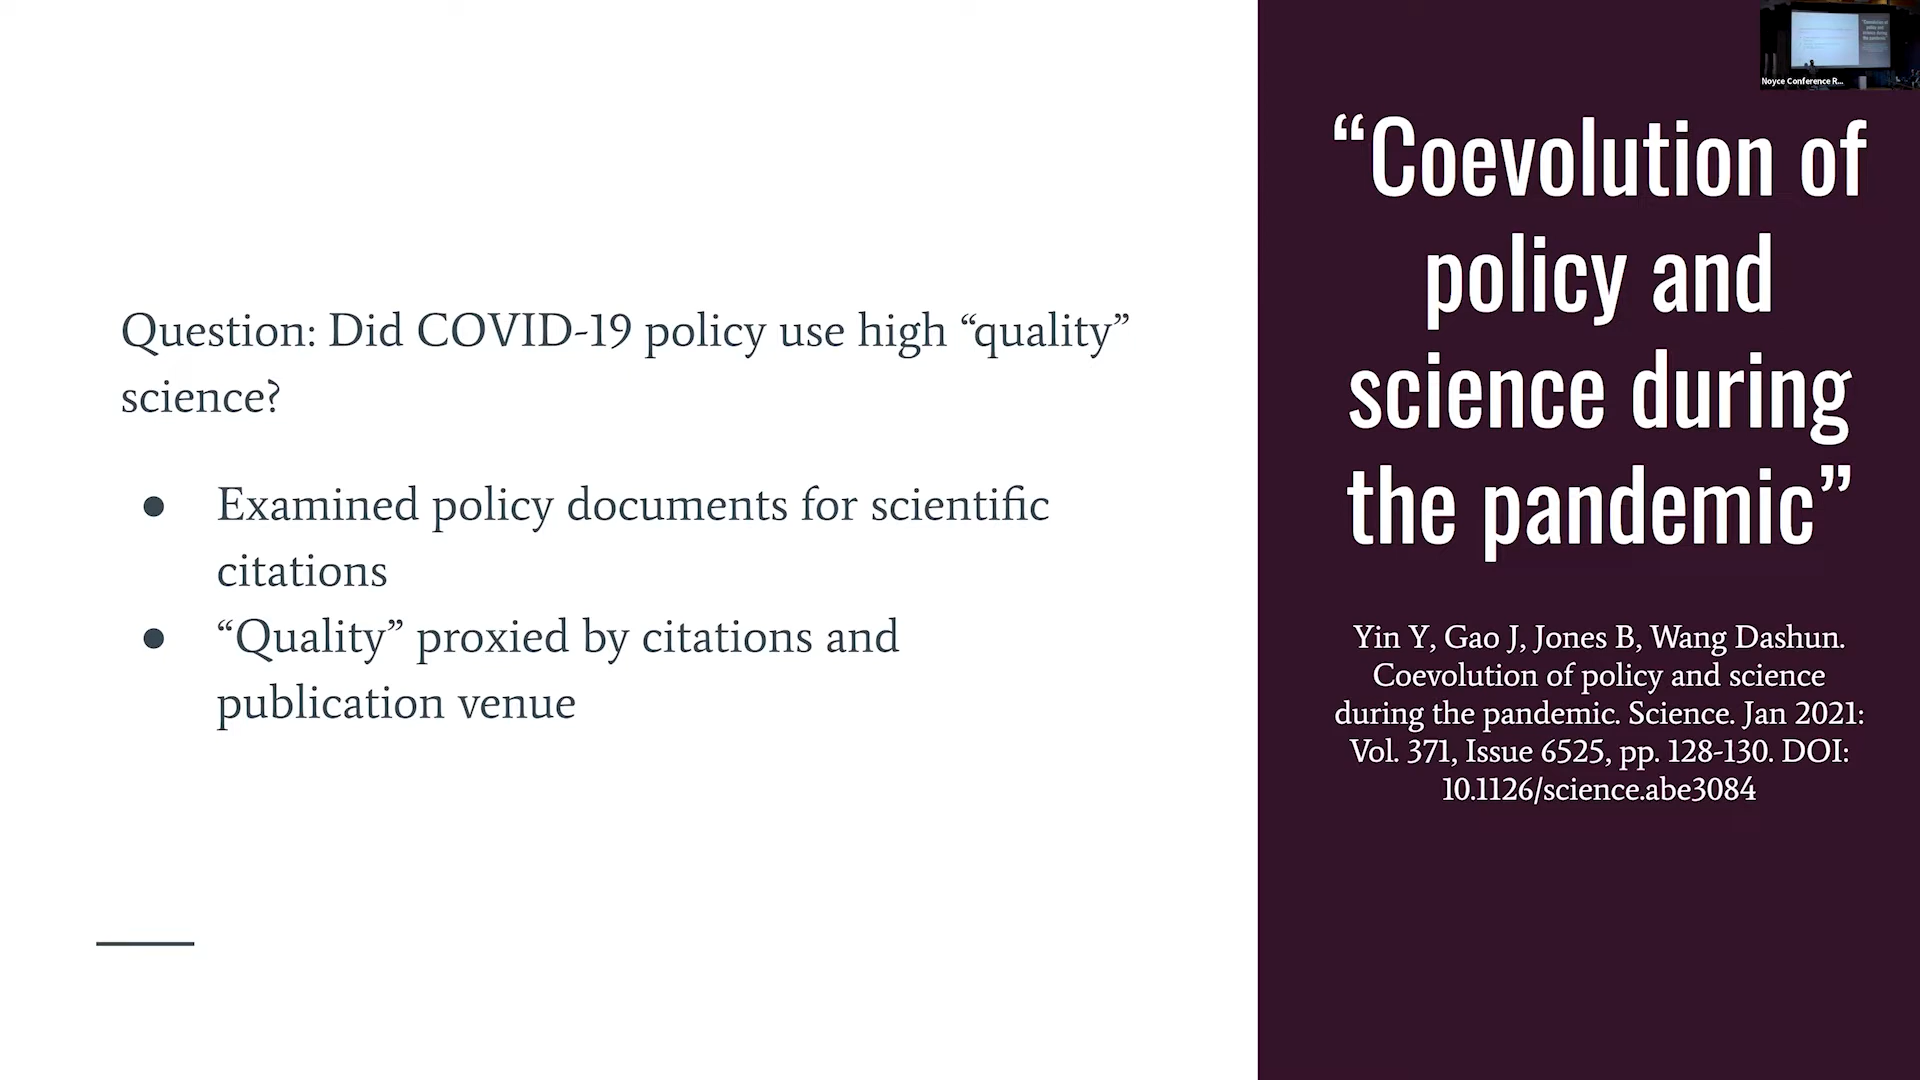 Question: Did COVID-19 policy use high “quality”
science?
● Examined policy documents for scientific
citations
● “Quality” proxied by citations and
publication venue
“Coevolution of
policy and
science during
the pandemic”
Yin Y, Gao J, Jones B, Wang Dashun.
Coevolution of policy and science
during the pandemic. Science. Jan 2021:
Vol. 371, Issue 6525, pp. 128-130. DOI:
10.1126/science.abe3084
Noyce Conference R...